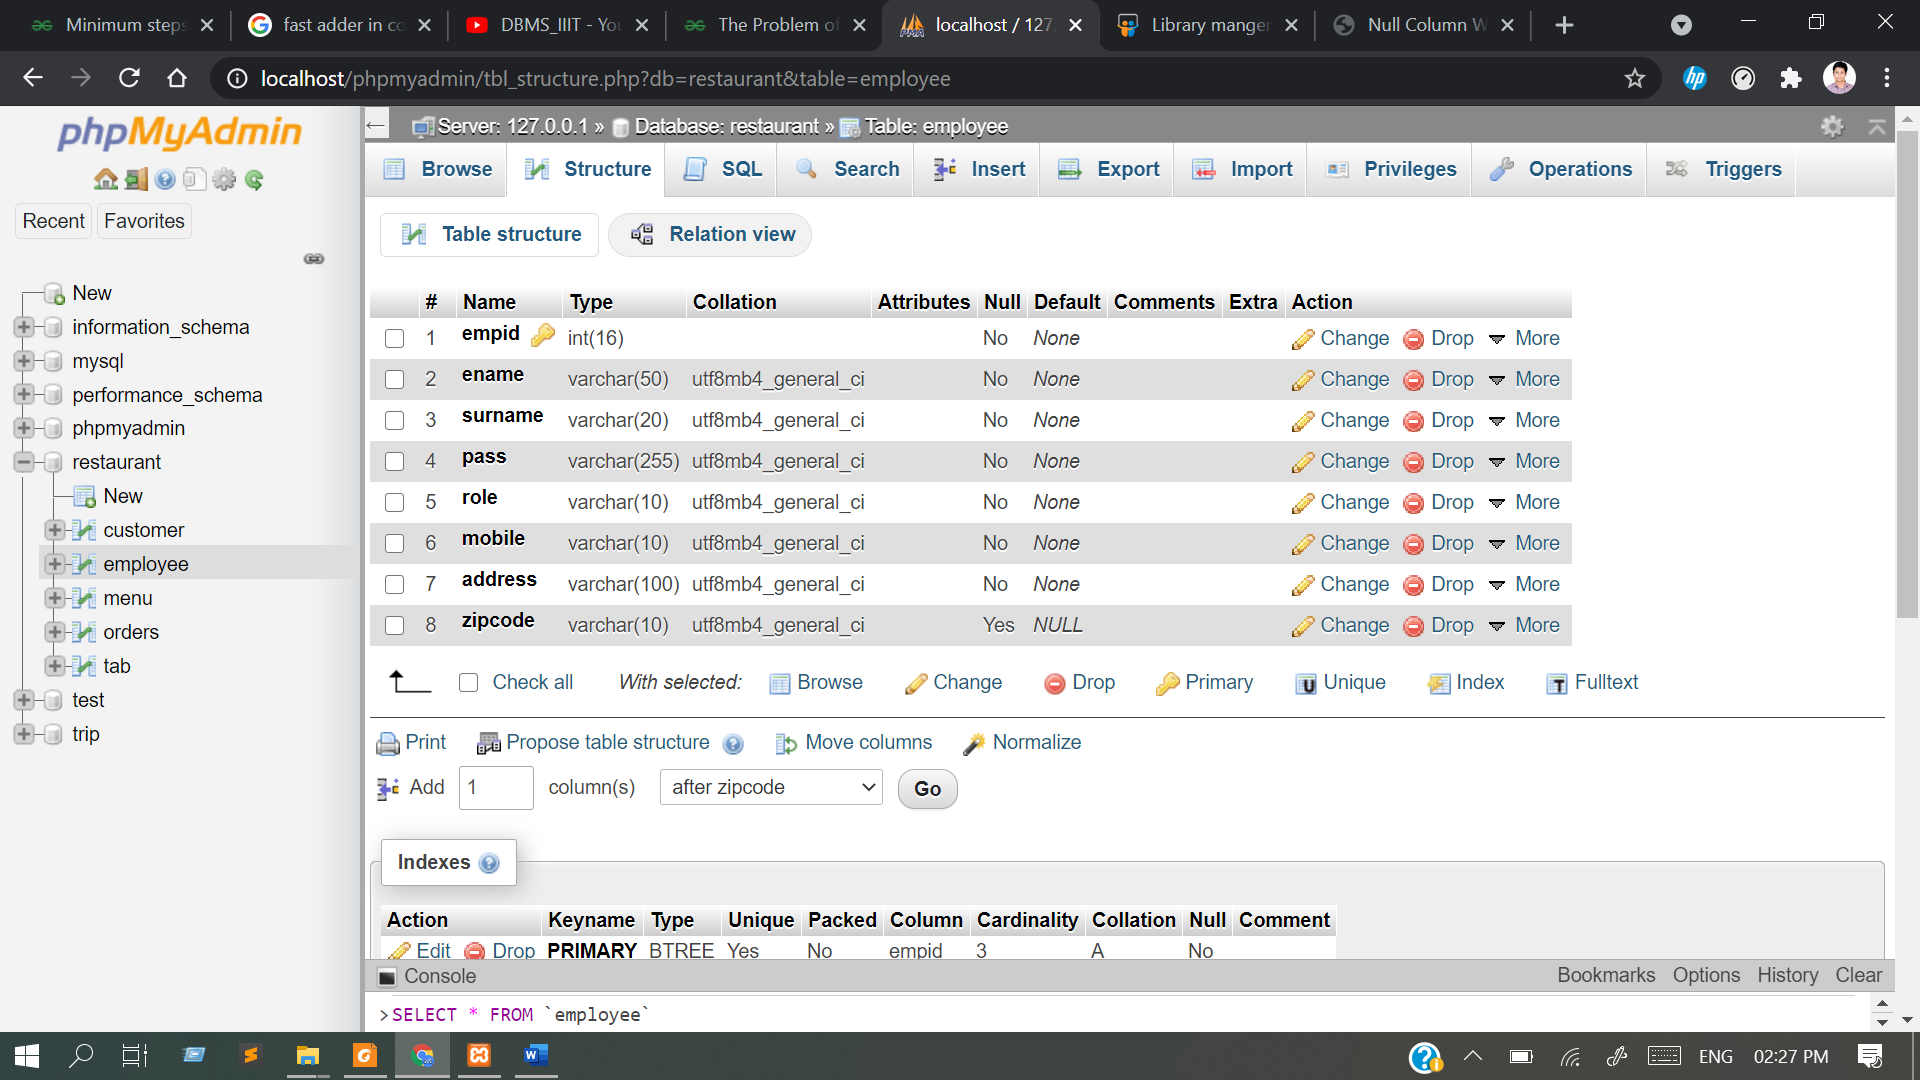 Minimum steps
fast adder in co
DBMS_IIIT - You
The Problem of
localhost / 127.
Library manger
Null Column W
localhost/phpmyadmin/tbl_structure.php?db=restaurant&table=employee
hp
phpMyAdmin
Recent Favorites
New
information_schema
mysql
performance_schema
phpmyadmin
restaurant
New
customer
employee
menu
orders
tab
test
trip
Server: 127.0.0.1 » Database: restaurant » Table: employee
Browse Structure SQL Search Insert Export Import Privileges Operations Triggers
Table structure Relation view
# Name Type Collation Attributes Null Default Comments Extra Action
1 empid int(16) No None Change Drop More
2 ename varchar(50) utf8mb4_general_ci No None Change Drop More
3 surname varchar(20) utf8mb4_general_ci No None Change Drop More
4 pass varchar(255) utf8mb4_general_ci No None Change Drop More
5 role varchar(10) utf8mb4_general_ci No None Change Drop More
6 mobile varchar(10) utf8mb4_general_ci No None Change Drop More
7 address varchar(100) utf8mb4_general_ci No None Change Drop More
8 zipcode varchar(10) utf8mb4_general_ci Yes NULL Change Drop More
Check all With selected: Browse Change Drop Primary Unique Index Fulltext
Print Propose table structure Move columns Normalize
Add 1 column(s) after zipcode Go
Indexes
Action Keyname Type Unique Packed Column Cardinality Collation Null Comment
Edit Drop PRIMARY BTREE Yes No empid 3 A No
Console Bookmarks Options History Clear
>SELECT * FROM `employee`
ENG 02:27 PM